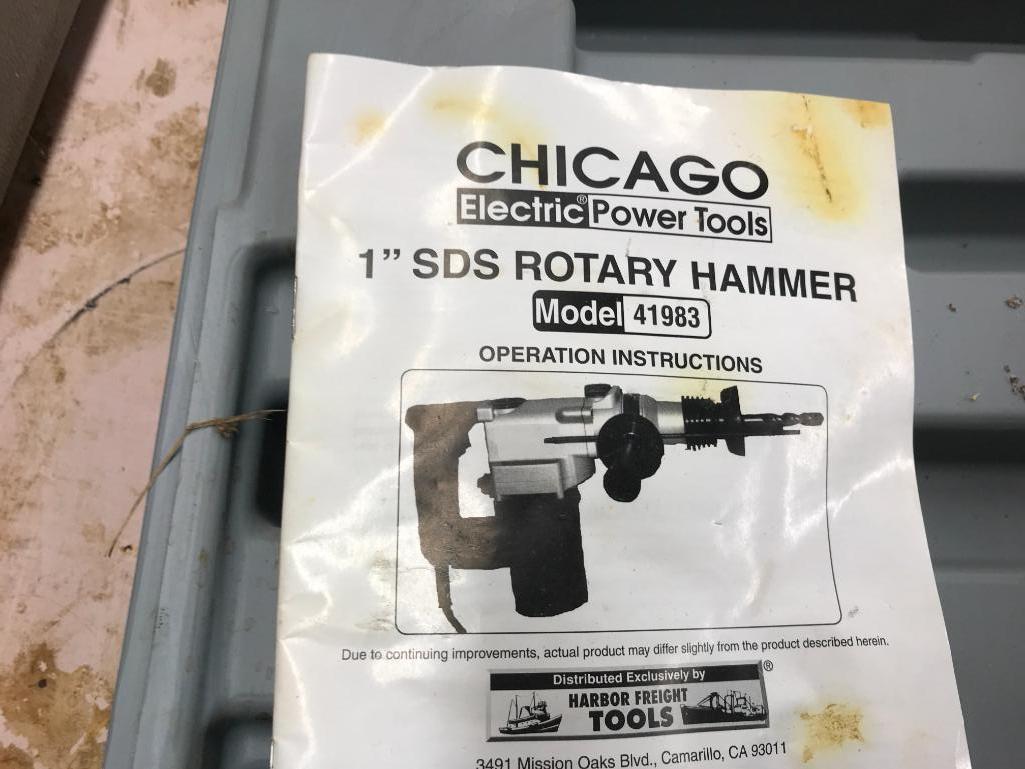 CHICAGO
Electric® Power Tools
1” SDS ROTARY HAMMER
Model 41983
OPERATION INSTRUCTIONS
Due to continuing improvements, actual product may differ slightly from the product described herein.
Distributed Exclusively by
HARBOR FREIGHT
TOOLS ®
3491 Mission Oaks Blvd., Camarillo, CA 93011